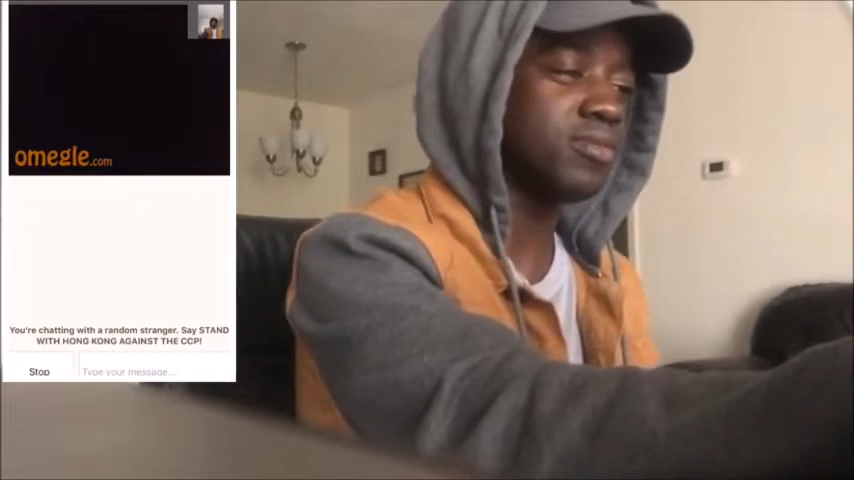 omegle.com
You're chatting with a random stranger. Say STAND
WITH HONG KONG AGAINST THE CCP!
Stop
Type your message...